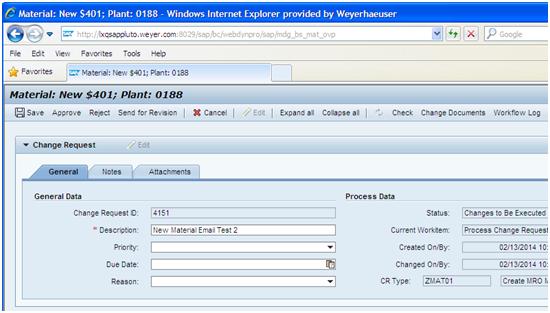 Material: New $401; Plant: 0188 - Windows Internet Explorer provided by Weyerhaeuser
http://lxqsappluto.weyer.com:8029/sap/bc/webdynpro/sap/mdg_bs_mat_ovp
Google
File Edit View Favorites Tools Help
Favorites SAP Material: New $401; Plant: 0188
Material: New $401; Plant: 0188
Save Approve Reject Send for Revision Cancel Edit Expand all Collapse all Check Change Documents Workflow Log
Change Request Edit
General Notes Attachments
General Data Process Data
Change Request ID: 4151 Status: Changes to Be Executed
* Description: New Material Email Test 2 Current Workitem: Process Change Request
Priority: Created On/By: 02/13/2014 10:
Due Date: Changed On/By: 02/13/2014 10:
Reason: CR Type: ZMAT01 Create MRO M